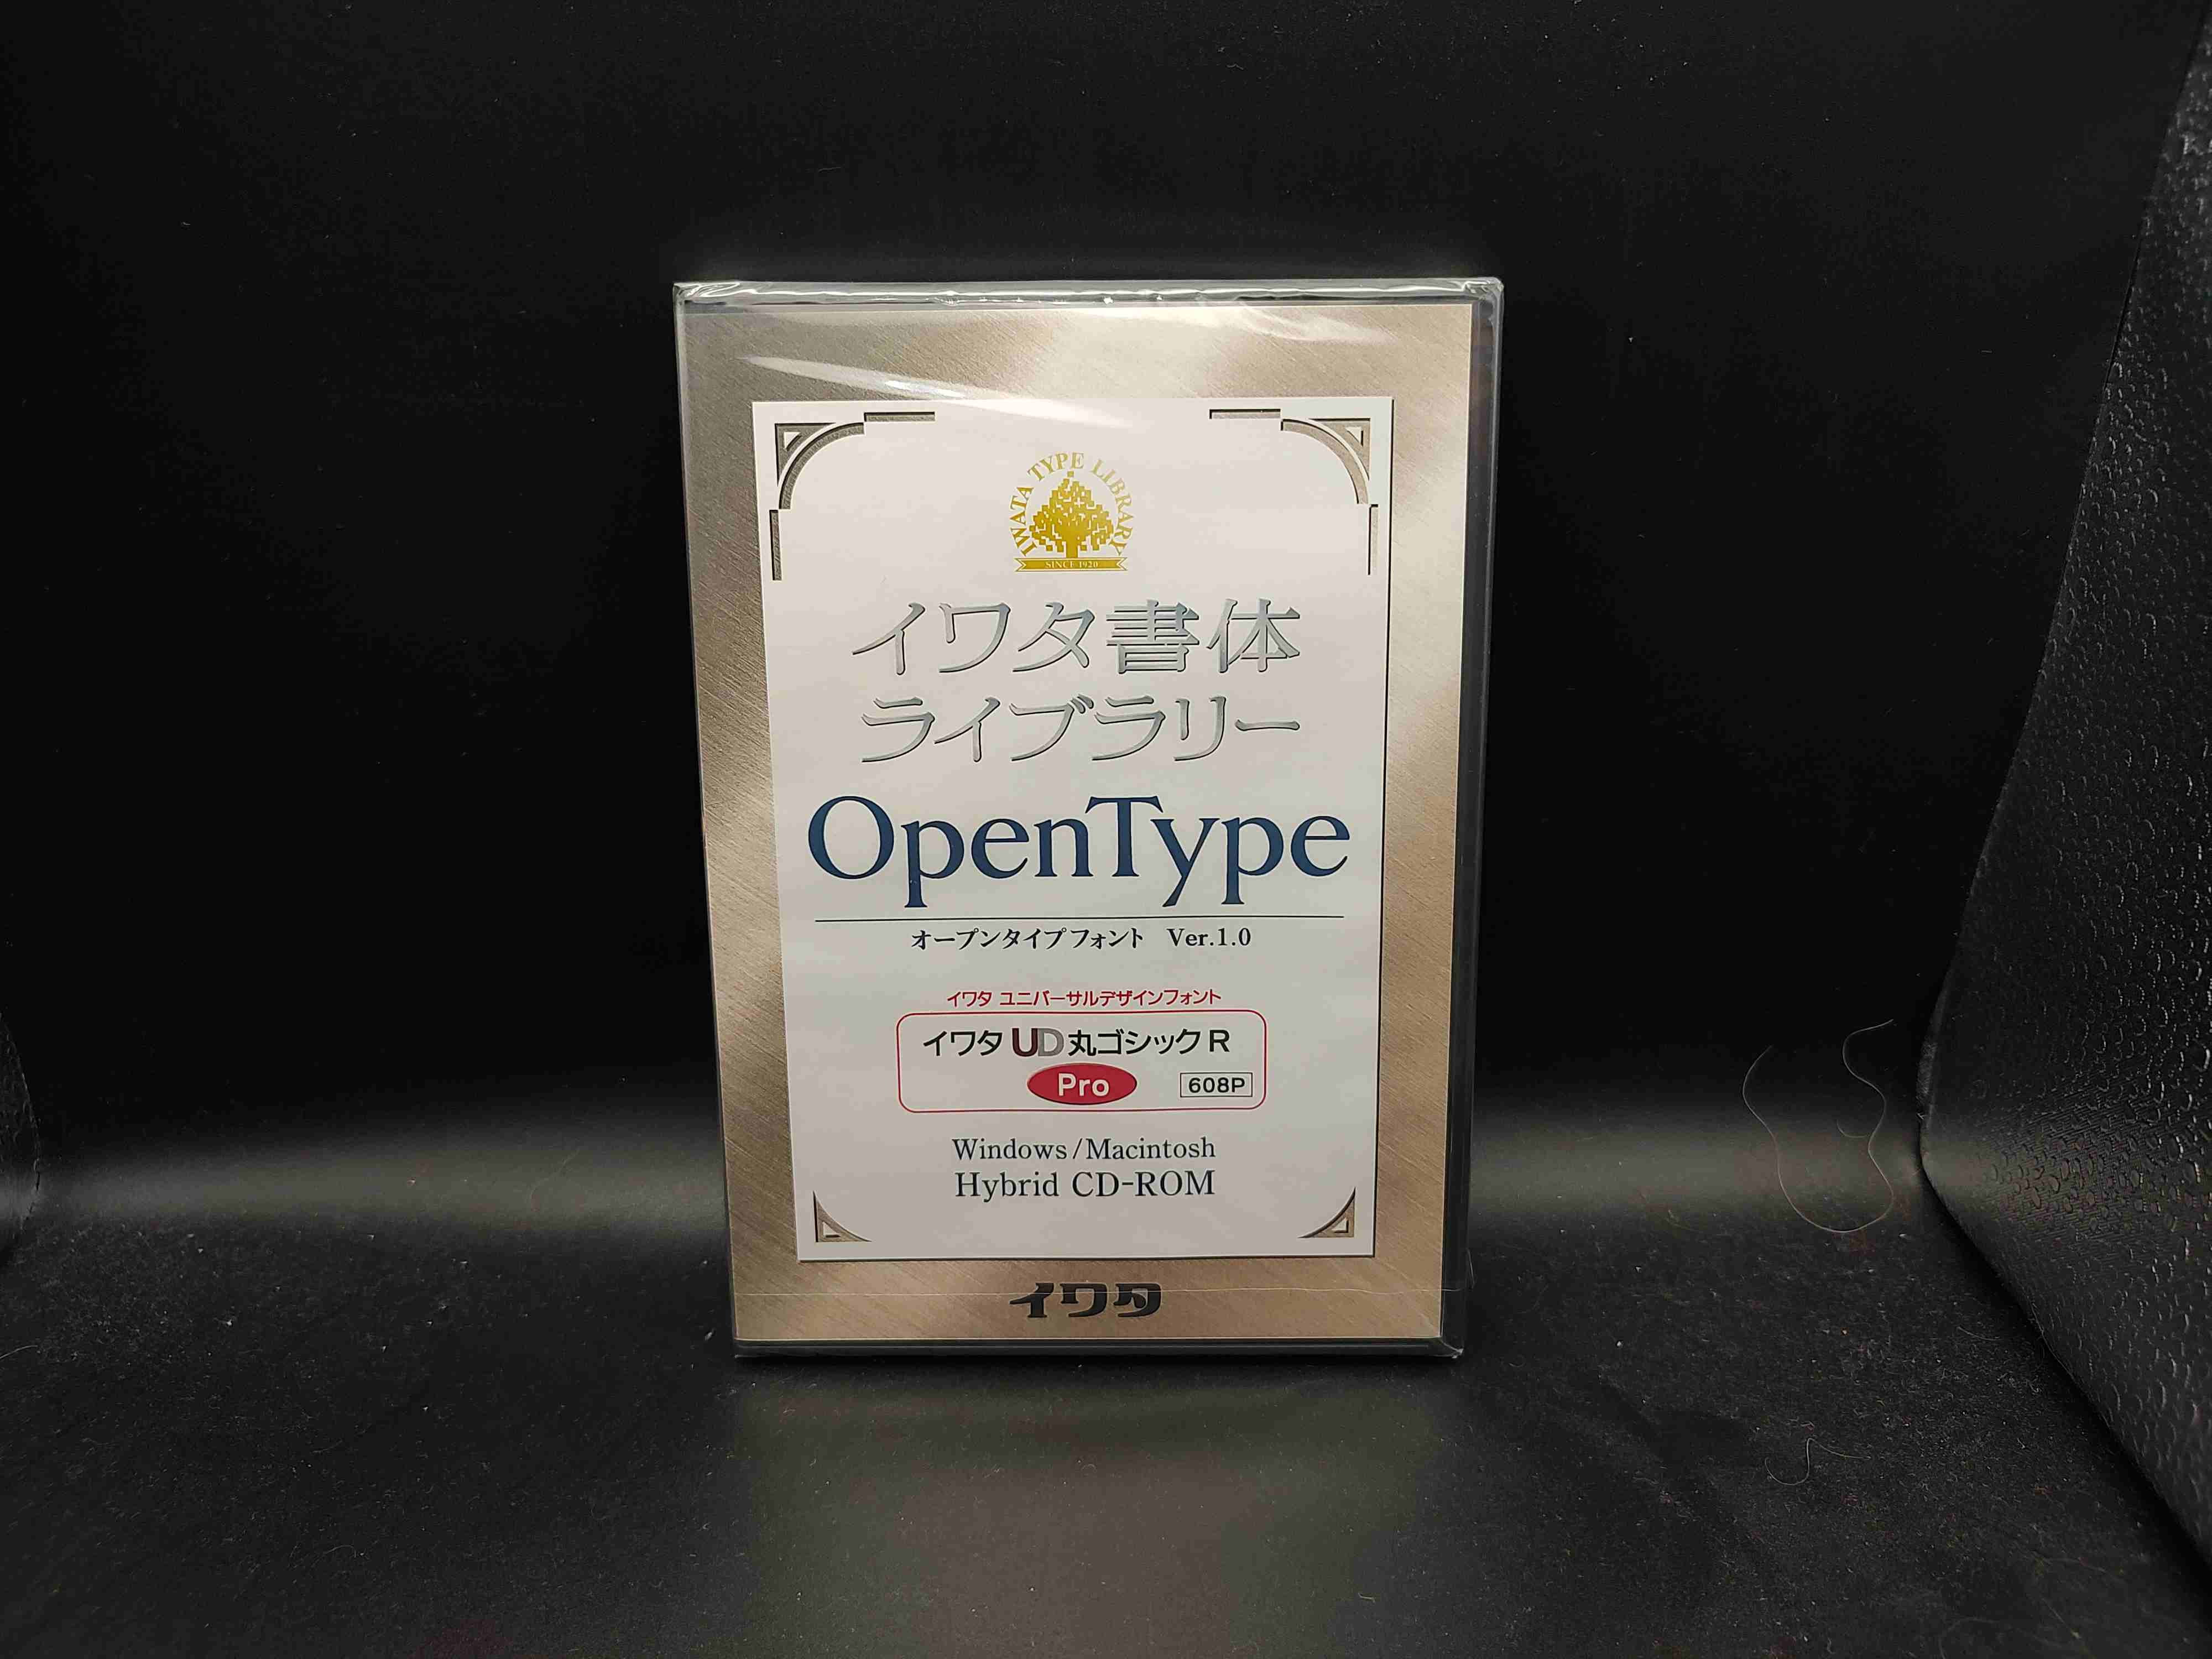 IWATA TYPE LIBRARY
SINCE 1920
イワタ書体
ライブラリー
OpenType
オープンタイプフォント Ver.1.0
イワタ ユニバーサルデザインフォント
イワタ UD 丸ゴシック R
Pro
608P
Windows/Macintosh
Hybrid CD-ROM
イワタ